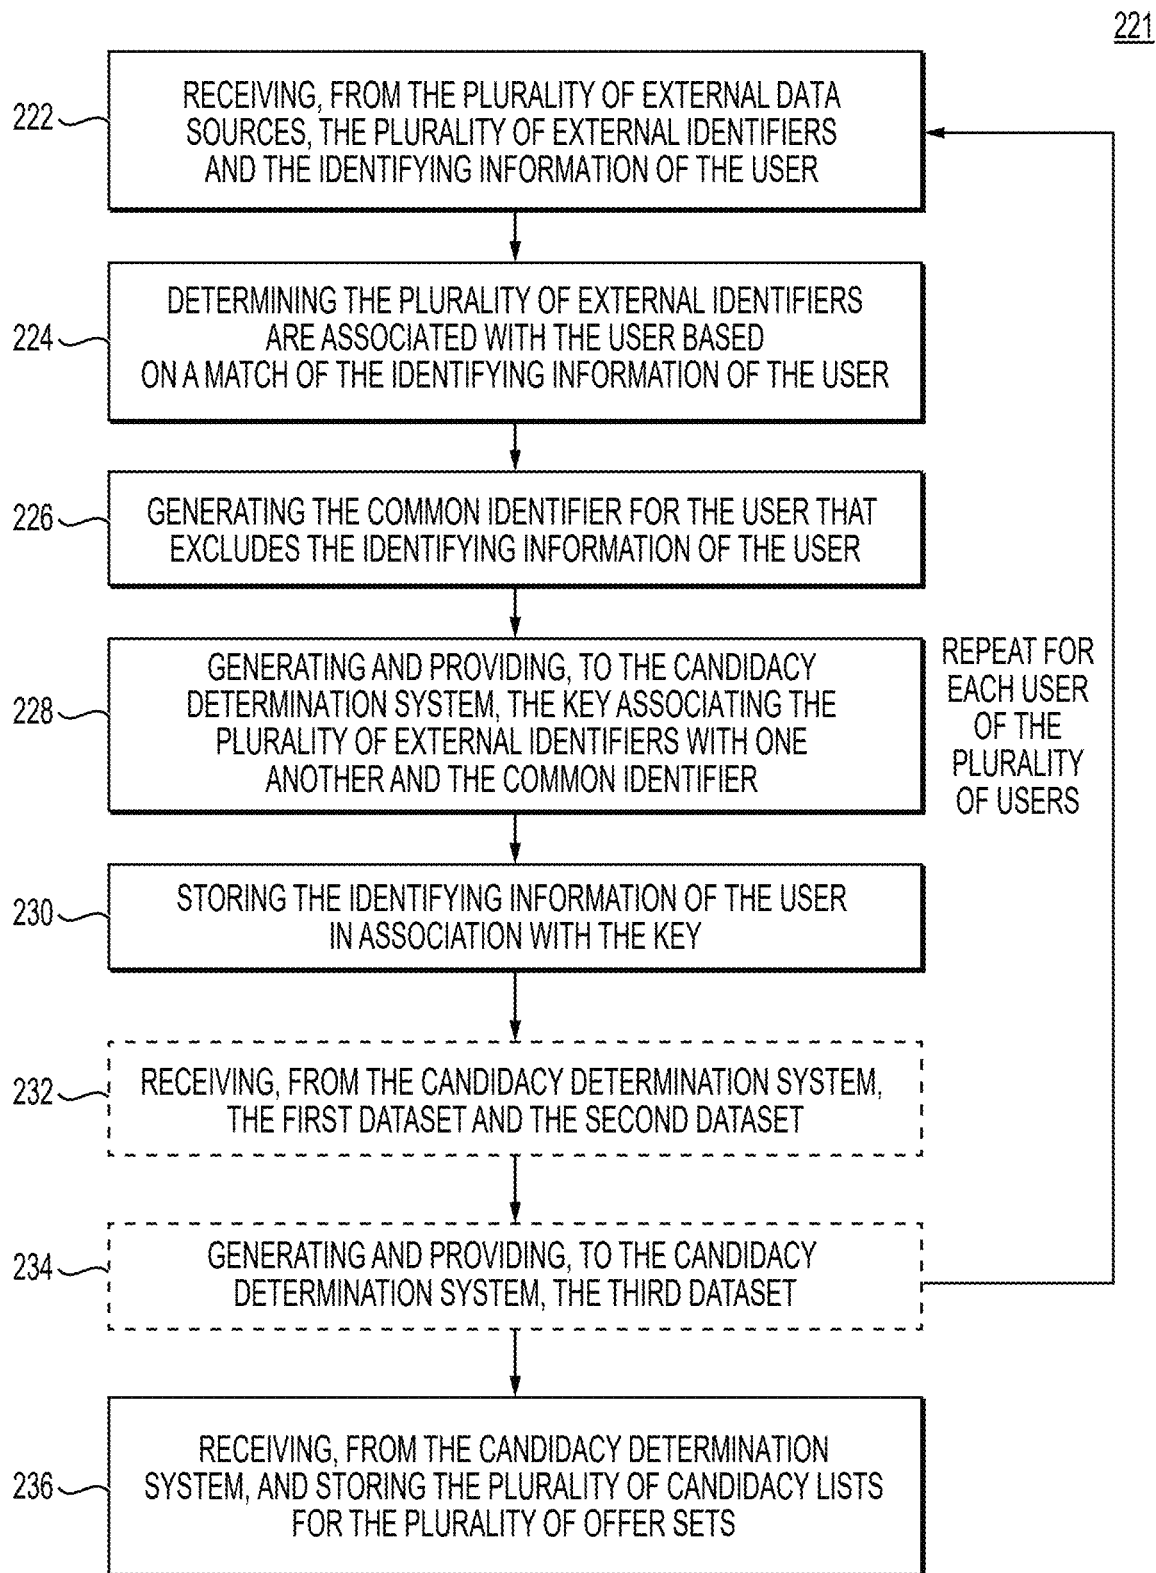 221
222
RECEIVING, FROM THE PLURALITY OF EXTERNAL DATA
SOURCES, THE PLURALITY OF EXTERNAL IDENTIFIERS
AND THE IDENTIFYING INFORMATION OF THE USER
224
DETERMINING THE PLURALITY OF EXTERNAL IDENTIFIERS
ARE ASSOCIATED WITH THE USER BASED
ON A MATCH OF THE IDENTIFYING INFORMATION OF THE USER
226
GENERATING THE COMMON IDENTIFIER FOR THE USER THAT
EXCLUDES THE IDENTIFYING INFORMATION OF THE USER
228
GENERATING AND PROVIDING, TO THE CANDIDACY
DETERMINATION SYSTEM, THE KEY ASSOCIATING THE
PLURALITY OF EXTERNAL IDENTIFIERS WITH ONE
ANOTHER AND THE COMMON IDENTIFIER
REPEAT FOR
EACH USER
OF THE
PLURALITY
OF USERS
230
STORING THE IDENTIFYING INFORMATION OF THE USER
IN ASSOCIATION WITH THE KEY
232
RECEIVING, FROM THE CANDIDACY DETERMINATION SYSTEM,
THE FIRST DATASET AND THE SECOND DATASET
234
GENERATING AND PROVIDING, TO THE CANDIDACY
DETERMINATION SYSTEM, THE THIRD DATASET
236
RECEIVING, FROM THE CANDIDACY DETERMINATION
SYSTEM, AND STORING THE PLURALITY OF CANDIDACY LISTS
FOR THE PLURALITY OF OFFER SETS